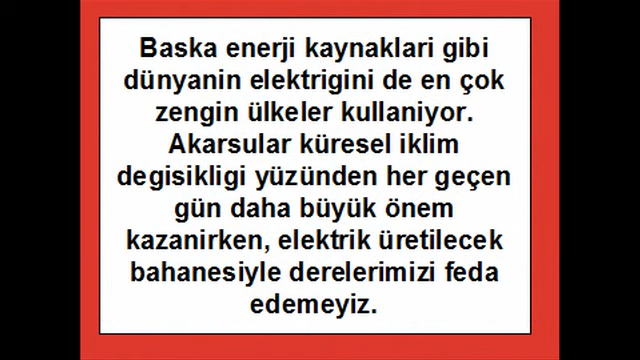 Baska enerji kaynaklari gibi
dünyanin elektrigini de en çok
zengin ülkeler kullaniyor.
Akarsular küresel iklim
degisikligi yüzünden her geçen
gün daha büyük önem
kazanirken, elektrik üretilecek
bahanesiyle derelerimizi feda
edemeyiz.